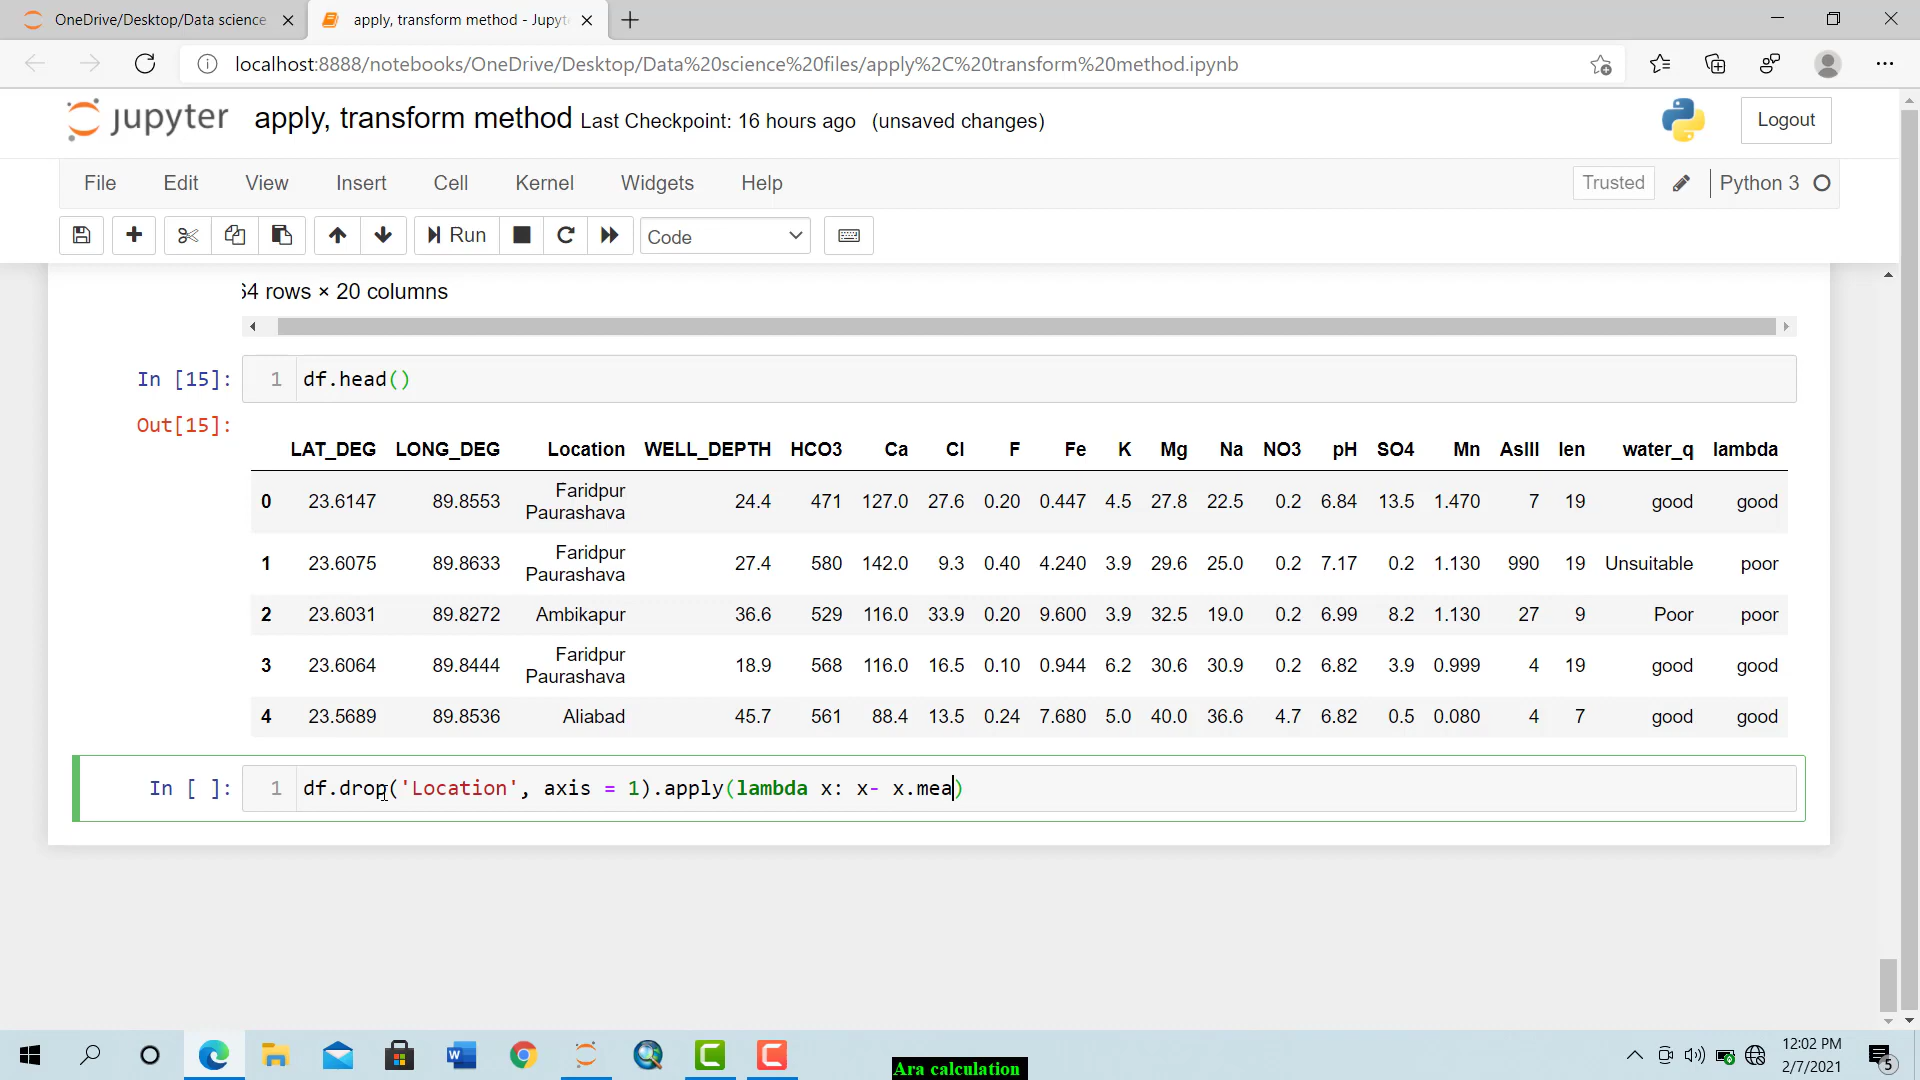 OneDrive/Desktop/Data science
apply, transform method - Jupyt
localhost:8888/notebooks/OneDrive/Desktop/Data%20science%20files/apply%2C%20transform%20method.ipynb
jupyter apply, transform method Last Checkpoint: 16 hours ago (unsaved changes)
Logout
File Edit View Insert Cell Kernel Widgets Help
Trusted Python 3
Run Code
64 rows × 20 columns
In [15]: 1 df.head()
Out[15]:
LAT_DEG LONG_DEG Location WELL_DEPTH HCO3 Ca Cl F Fe K Mg Na NO3 pH SO4 Mn AsIII len water_q lambda
0 23.6147 89.8553 Faridpur Paurashava 24.4 471 127.0 27.6 0.20 0.447 4.5 27.8 22.5 0.2 6.84 13.5 1.470 7 19 good good
1 23.6075 89.8633 Faridpur Paurashava 27.4 580 142.0 9.3 0.40 4.240 3.9 29.6 25.0 0.2 7.17 0.2 1.130 990 19 Unsuitable poor
2 23.6031 89.8272 Ambikapur 36.6 529 116.0 33.9 0.20 9.600 3.9 32.5 19.0 0.2 6.99 8.2 1.130 27 9 Poor poor
3 23.6064 89.8444 Faridpur Paurashava 18.9 568 116.0 16.5 0.10 0.944 6.2 30.6 30.9 0.2 6.82 3.9 0.999 4 19 good good
4 23.5689 89.8536 Aliabad 45.7 561 88.4 13.5 0.24 7.680 5.0 40.0 36.6 4.7 6.82 0.5 0.080 4 7 good good
In [ ]: 1 df.drop('Location', axis = 1).apply(lambda x: x- x.mea)
Ara calculation
12:02 PM
2/7/2021
5